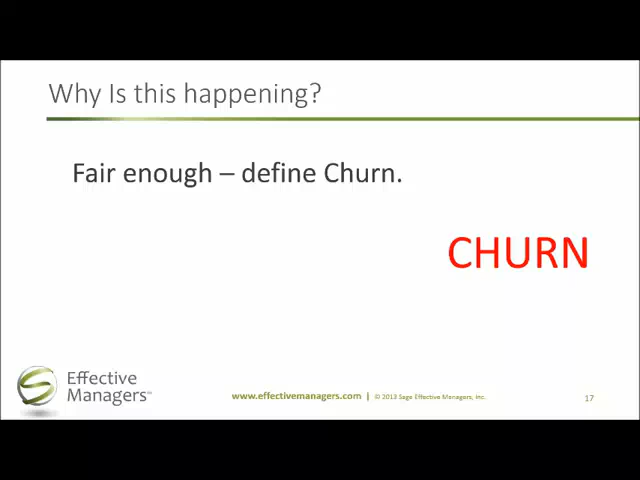 Why Is this happening?
Fair enough – define Churn.
CHURN
Effective
Managers
www.effectivemanagers.com | © 2013 Sage Effective Managers, Inc.
17